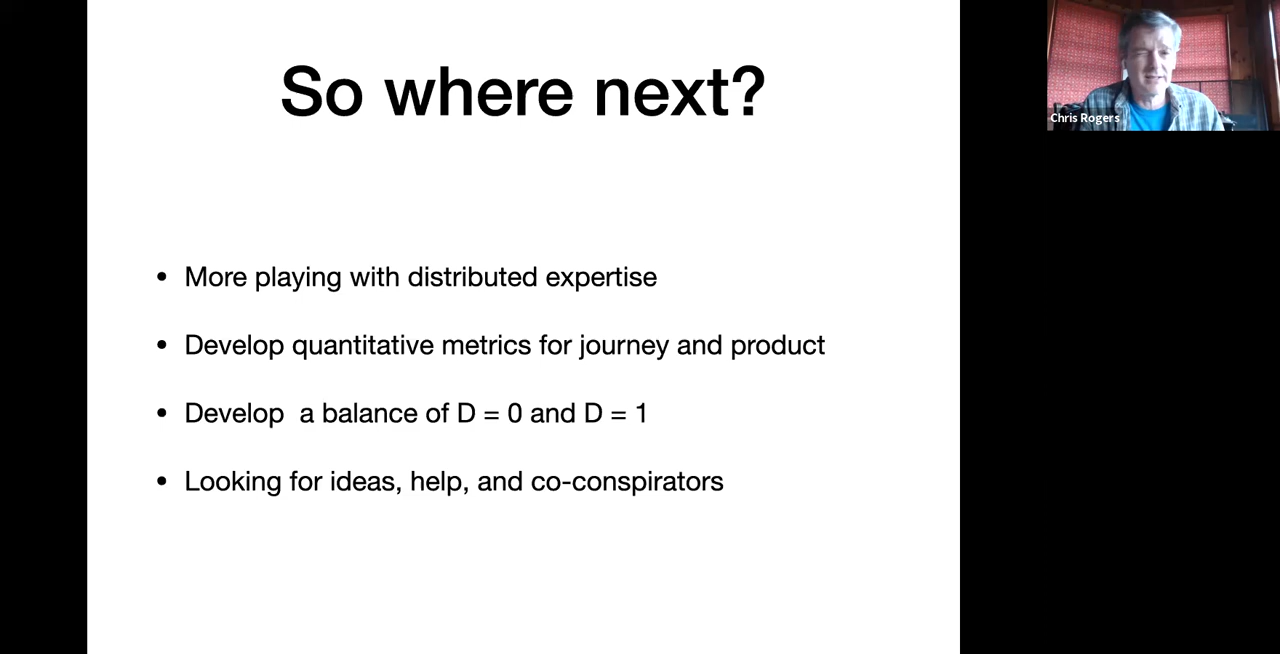 So where next?
• More playing with distributed expertise
• Develop quantitative metrics for journey and product
• Develop  a balance of D = 0 and D = 1
• Looking for ideas, help, and co-conspirators
Chris Rogers